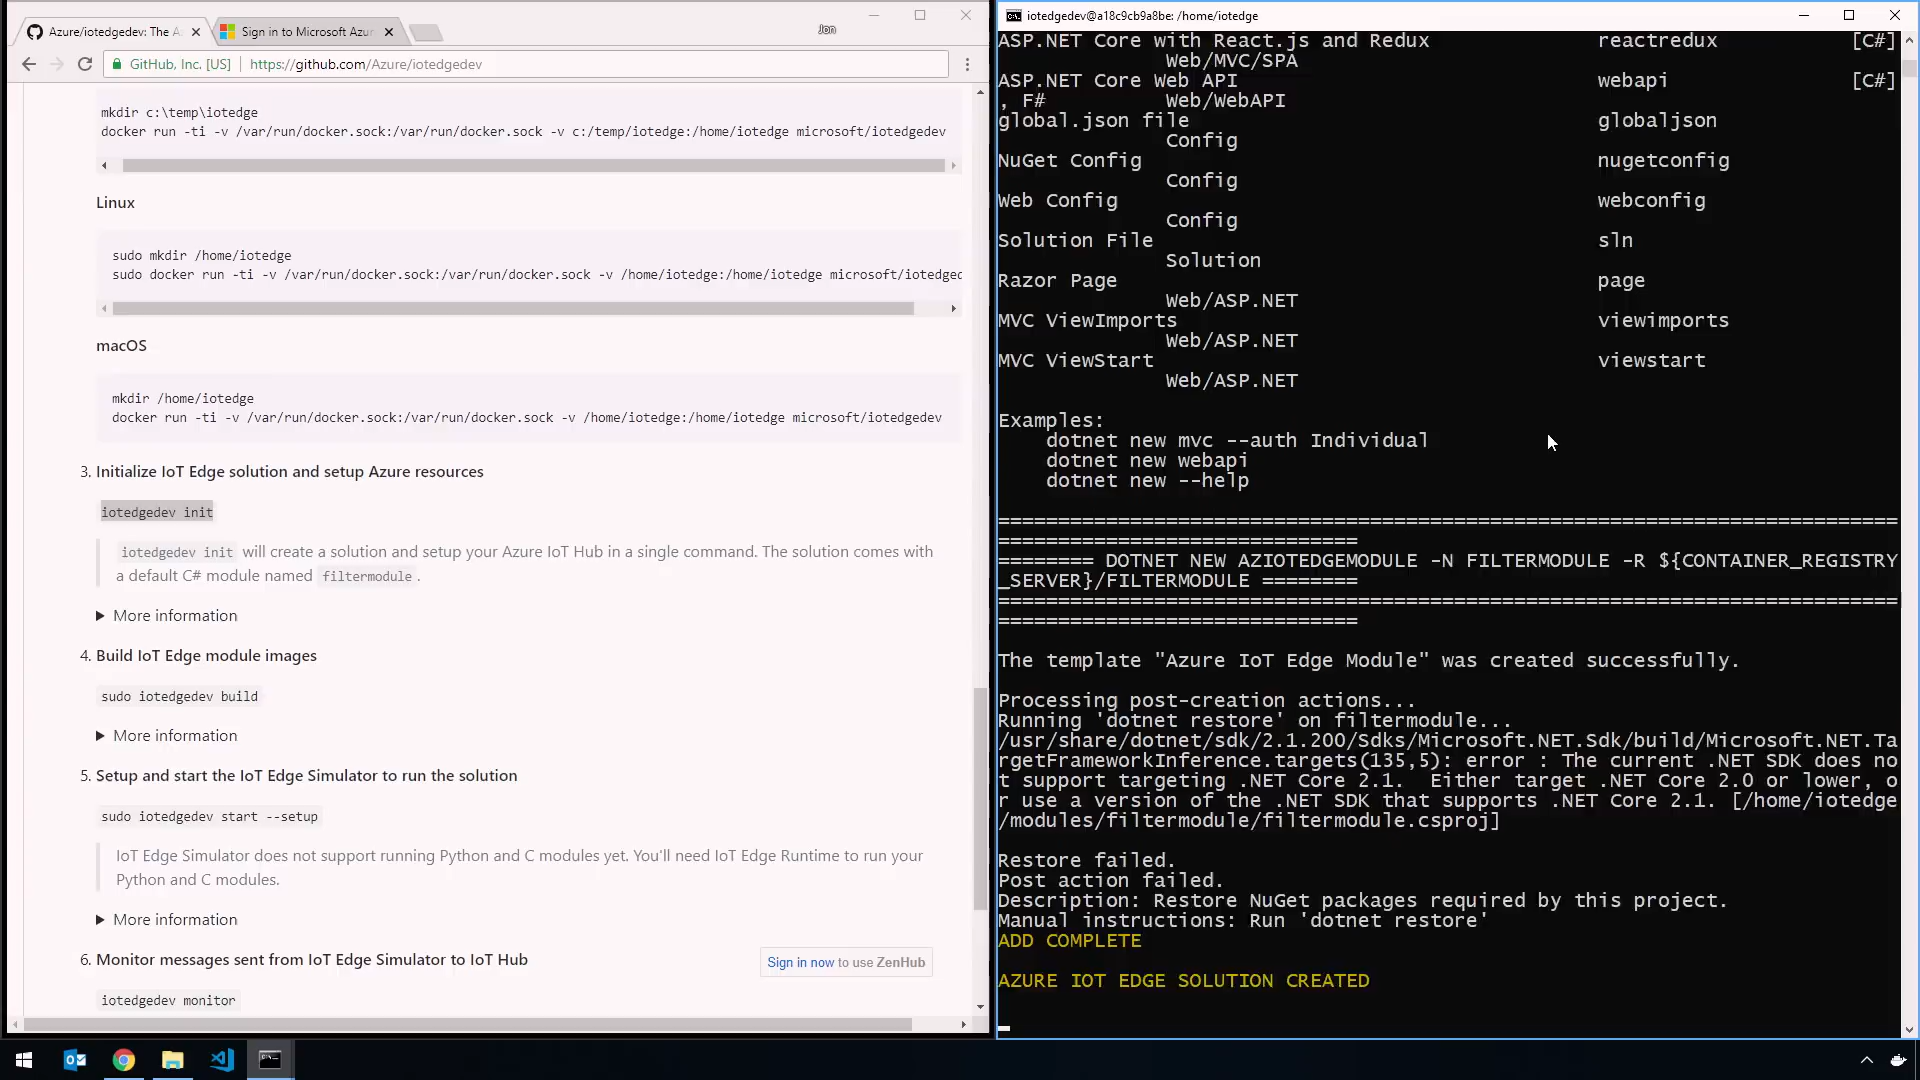 Azure/iotedgedev: The A
Sign in to Microsoft Azur
Jon
GitHub, Inc. [US]
https://github.com/Azure/iotedgedev
mkdir c:\temp\iotedge
docker run -ti -v /var/run/docker.sock:/var/run/docker.sock -v c:/temp/iotedge:/home/iotedge microsoft/iotedgedev
Linux
sudo mkdir /home/iotedge
sudo docker run -ti -v /var/run/docker.sock:/var/run/docker.sock -v /home/iotedge:/home/iotedge microsoft/iotedged
macOS
mkdir /home/iotedge
docker run -ti -v /var/run/docker.sock:/var/run/docker.sock -v /home/iotedge:/home/iotedge microsoft/iotedgedev
3. Initialize IoT Edge solution and setup Azure resources
iotedgedev init
iotedgedev init will create a solution and setup your Azure IoT Hub in a single command. The solution comes with
a default C# module named filtermodule .
More information
4. Build IoT Edge module images
sudo iotedgedev build
More information
5. Setup and start the IoT Edge Simulator to run the solution
sudo iotedgedev start --setup
IoT Edge Simulator does not support running Python and C modules yet. You'll need IoT Edge Runtime to run your
Python and C modules.
More information
6. Monitor messages sent from IoT Edge Simulator to IoT Hub
Sign in now to use ZenHub
iotedgedev monitor
iotedgedev@a18c9cb9a8be: /home/iotedge
ASP.NET Core with React.js and Redux reactredux [C#]
Web/MVC/SPA
ASP.NET Core Web API webapi [C#]
, F# Web/WebAPI
global.json file globaljson
Config
NuGet Config nugetconfig
Config
Web Config webconfig
Config
Solution File sln
Solution
Razor Page page
Web/ASP.NET
MVC ViewImports viewimports
Web/ASP.NET
MVC ViewStart viewstart
Web/ASP.NET
Examples:
dotnet new mvc --auth Individual
dotnet new webapi
dotnet new --help
===========================================================================
==============================
======== DOTNET NEW AZIOTEDGEMODULE -N FILTERMODULE -R ${CONTAINER_REGISTRY
_SERVER}/FILTERMODULE ========
===========================================================================
==============================
The template "Azure IoT Edge Module" was created successfully.
Processing post-creation actions...
Running 'dotnet restore' on filtermodule...
/usr/share/dotnet/sdk/2.1.200/Sdks/Microsoft.NET.Sdk/build/Microsoft.NET.Ta
rgetFrameworkInference.targets(135,5): error : The current .NET SDK does no
t support targeting .NET Core 2.1.  Either target .NET Core 2.0 or lower, o
r use a version of the .NET SDK that supports .NET Core 2.1. [/home/iotedge
/modules/filtermodule/filtermodule.csproj]
Restore failed.
Post action failed.
Description: Restore NuGet packages required by this project.
Manual instructions: Run 'dotnet restore'
ADD COMPLETE
AZURE IOT EDGE SOLUTION CREATED